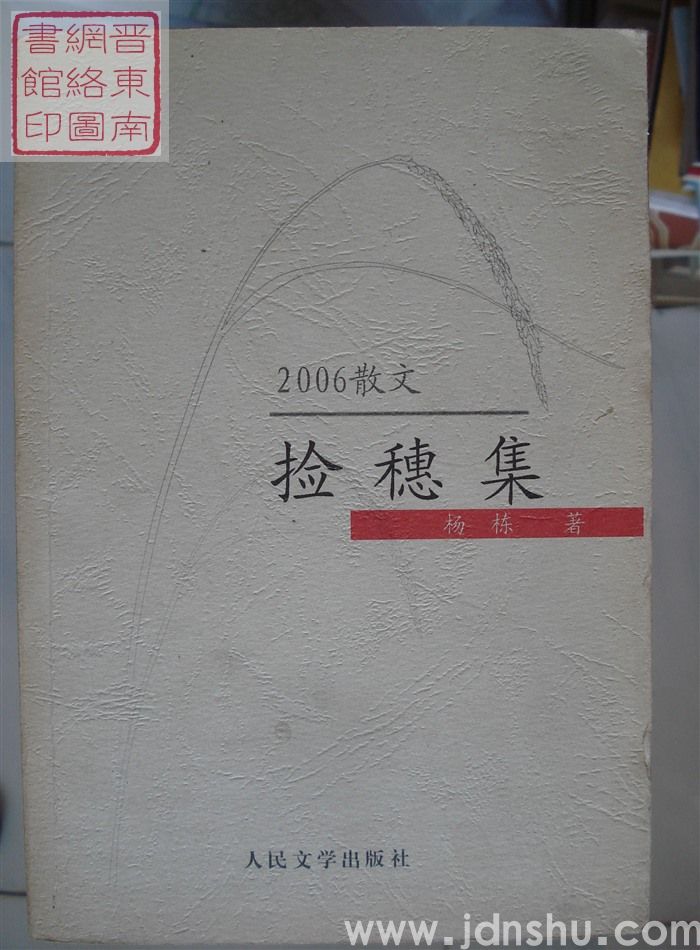 晋東南
網絡圖
書館印
2006散文
捡穗集
杨栋 著
人民文学出版社
www.jdnshu.com